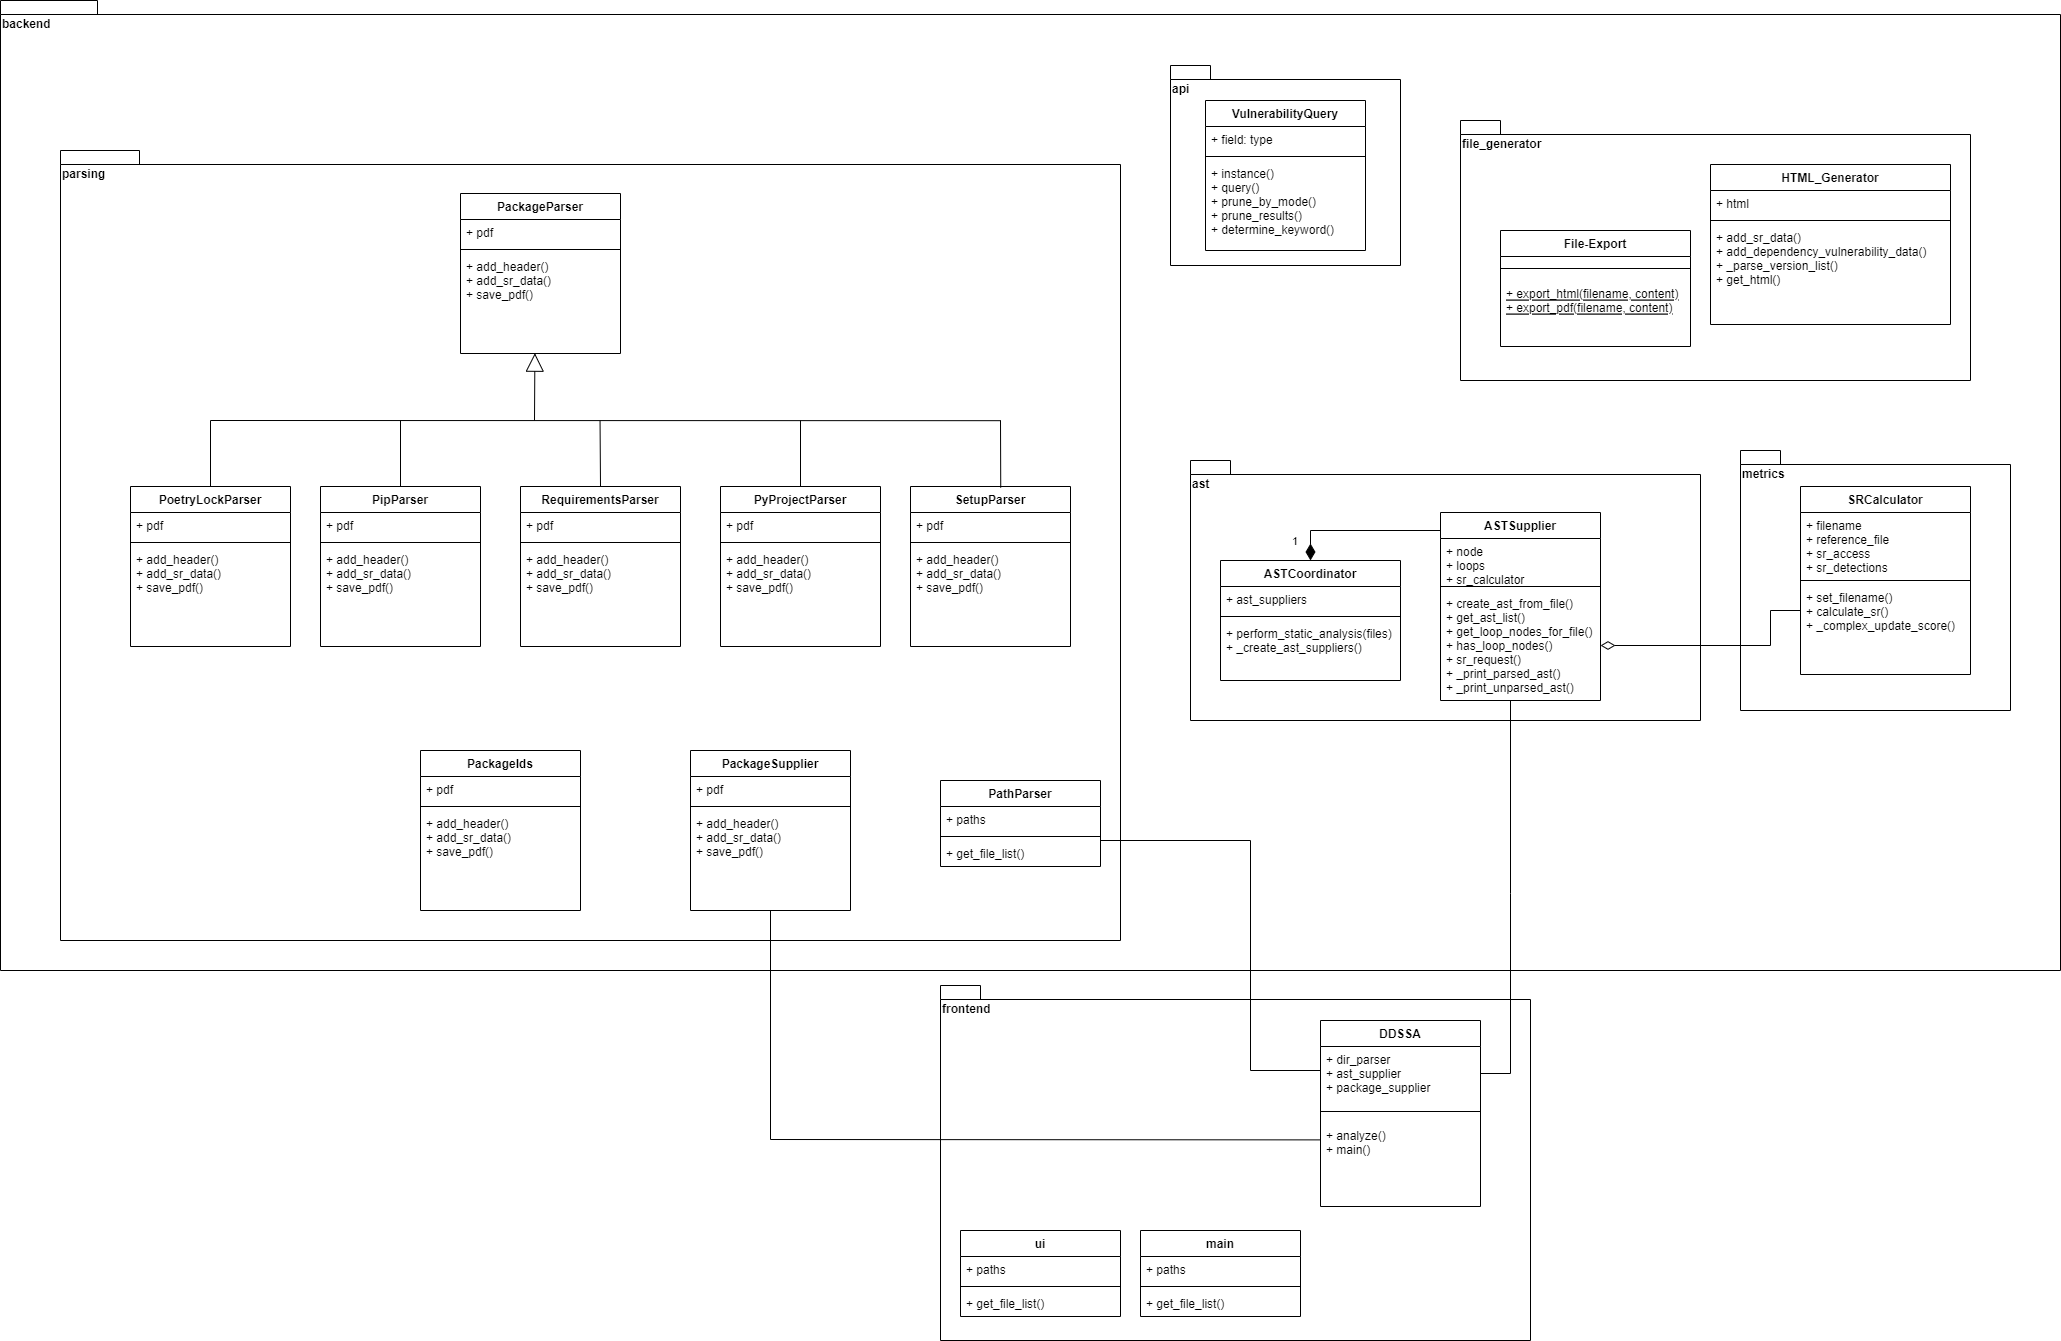 backend
api
VulnerabilityQuery
+ field: type
+ instance()
+ query()
+ prune_by_mode()
+ prune_results()
+ determine_keyword()
file_generator
File-Export
+ export_html(filename, content)
+ export_pdf(filename, content)
HTML_Generator
+ html
+ add_sr_data()
+ add_dependency_vulnerability_data()
+ _parse_version_list()
+ get_html()
parsing
PackageParser
+ pdf
+ add_header()
+ add_sr_data()
+ save_pdf()
PoetryLockParser
+ pdf
+ add_header()
+ add_sr_data()
+ save_pdf()
PipParser
+ pdf
+ add_header()
+ add_sr_data()
+ save_pdf()
RequirementsParser
+ pdf
+ add_header()
+ add_sr_data()
+ save_pdf()
PyProjectParser
+ pdf
+ add_header()
+ add_sr_data()
+ save_pdf()
SetupParser
+ pdf
+ add_header()
+ add_sr_data()
+ save_pdf()
PackageIds
+ pdf
+ add_header()
+ add_sr_data()
+ save_pdf()
PackageSupplier
+ pdf
+ add_header()
+ add_sr_data()
+ save_pdf()
PathParser
+ paths
+ get_file_list()
ast
1
ASTCoordinator
+ ast_suppliers
+ perform_static_analysis(files)
+ _create_ast_suppliers()
ASTSupplier
+ node
+ loops
+ sr_calculator
+ create_ast_from_file()
+ get_ast_list()
+ get_loop_nodes_for_file()
+ has_loop_nodes()
+ sr_request()
+ _print_parsed_ast()
+ _print_unparsed_ast()
metrics
SRCalculator
+ filename
+ reference_file
+ sr_access
+ sr_detections
+ set_filename()
+ calculate_sr()
+ _complex_update_score()
frontend
DDSSA
+ dir_parser
+ ast_supplier
+ package_supplier
+ analyze()
+ main()
ui
+ paths
+ get_file_list()
main
+ paths
+ get_file_list()